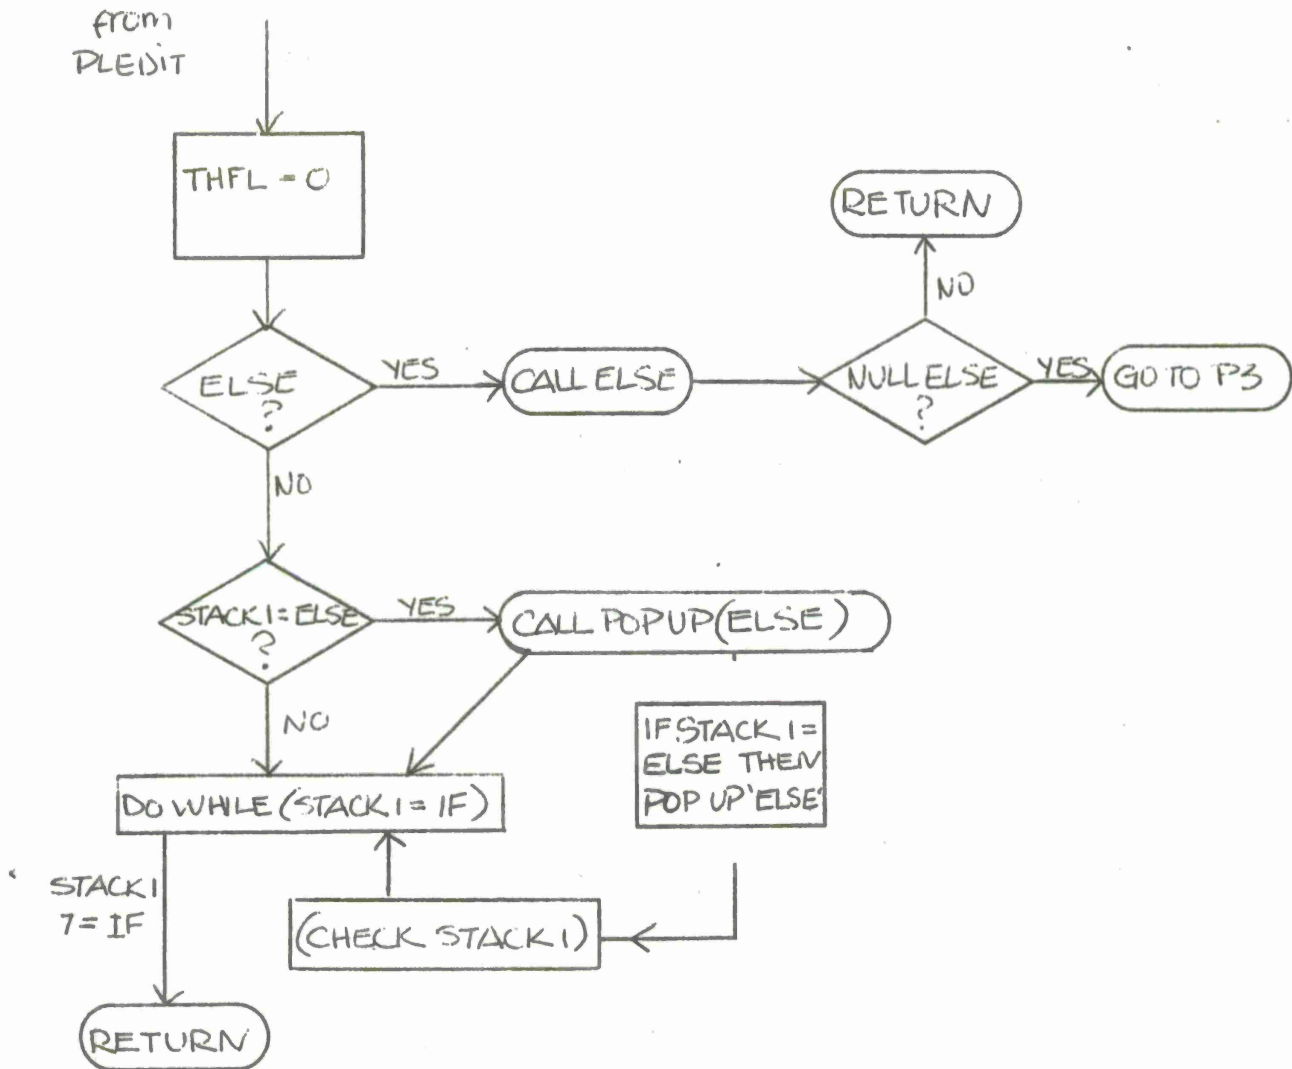 from
PLEDIT
THFL = 0
RETURN
NO
ELSE
?
YES
CALL ELSE
NULL ELSE
?
YES
GO TO P3
NO
STACK1 = ELSE
?
YES
CALL POPUP(ELSE)
NO
IF STACK 1 =
ELSE THEN
POP UP 'ELSE'
DO WHILE (STACK1 = IF)
STACK1
7= IF
(CHECK STACK1)
RETURN